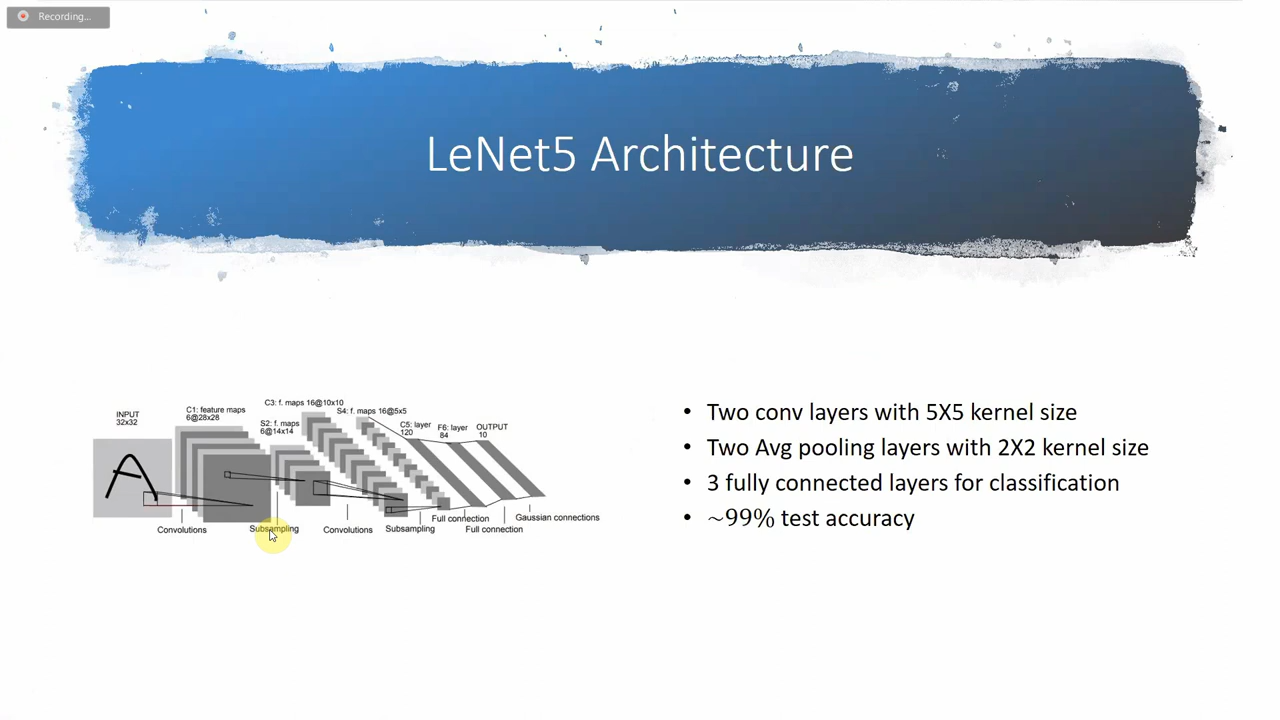 Recording...
LeNet5 Architecture
INPUT
32x32
C1: feature maps
6@28x28
S2: f. maps
6@14x14
C3: f. maps 16@10x10
S4: f. maps 16@5x5
C5: layer
120
F6: layer
84
OUTPUT
10
Convolutions
Subsampling
Convolutions
Subsampling
Full connection
Full connection
Gaussian connections
• Two conv layers with 5X5 kernel size
• Two Avg pooling layers with 2X2 kernel size
• 3 fully connected layers for classification
• ~99% test accuracy